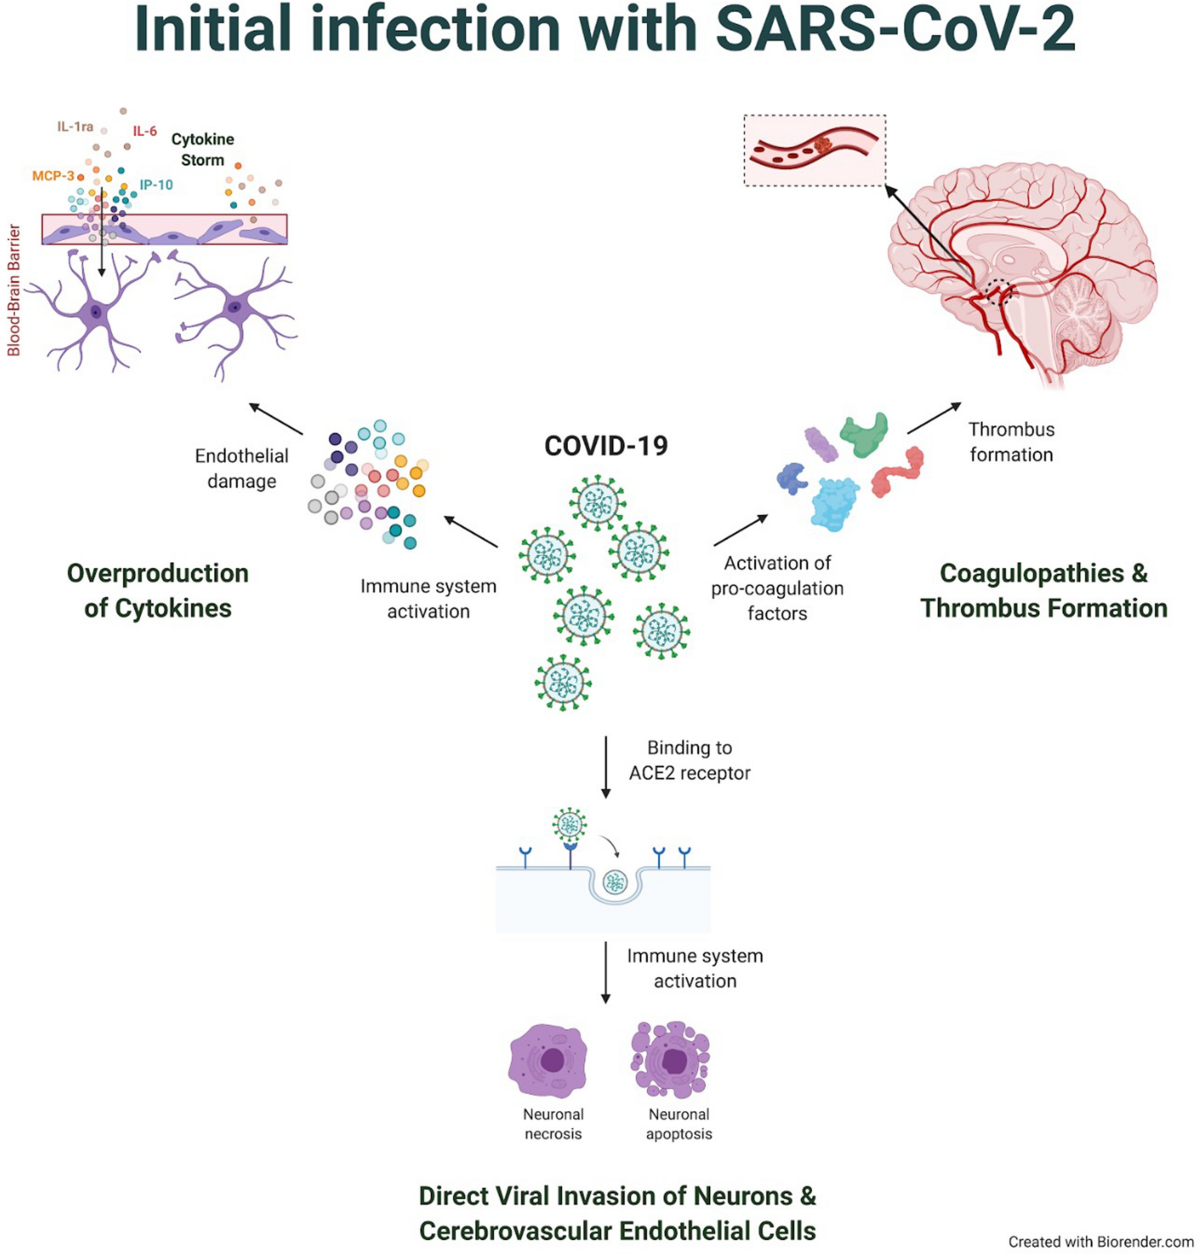 Initial infection with SARS-CoV-2
IL-1ra
IL-6
Cytokine
Storm
MCP-3
IP-10
Blood-Brain Barrier
Endothelial
damage
COVID-19
Thrombus
formation
Overproduction
of Cytokines
Immune system
activation
Activation of
pro-coagulation
factors
Coagulopathies &
Thrombus Formation
Binding to
ACE2 receptor
Immune system
activation
Neuronal
necrosis
Neuronal
apoptosis
Direct Viral Invasion of Neurons &
Cerebrovascular Endothelial Cells
Created with Biorender.com